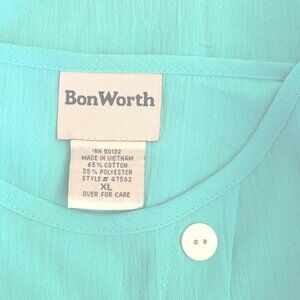 BonWorth
*RN 50132
MADE IN VIETNAM
65% COTTON
35% POLYESTER
STYLE# 47582
XL
OVER FOR CARE